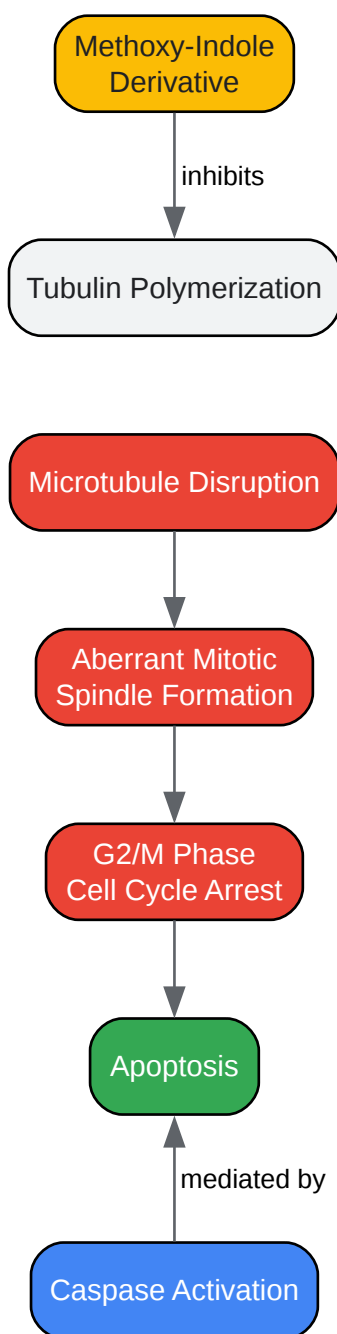 Methoxy-Indole
Derivative
inhibits
Tubulin Polymerization
Microtubule Disruption
Aberrant Mitotic
Spindle Formation
G2/M Phase
Cell Cycle Arrest
Apoptosis
mediated by
Caspase Activation